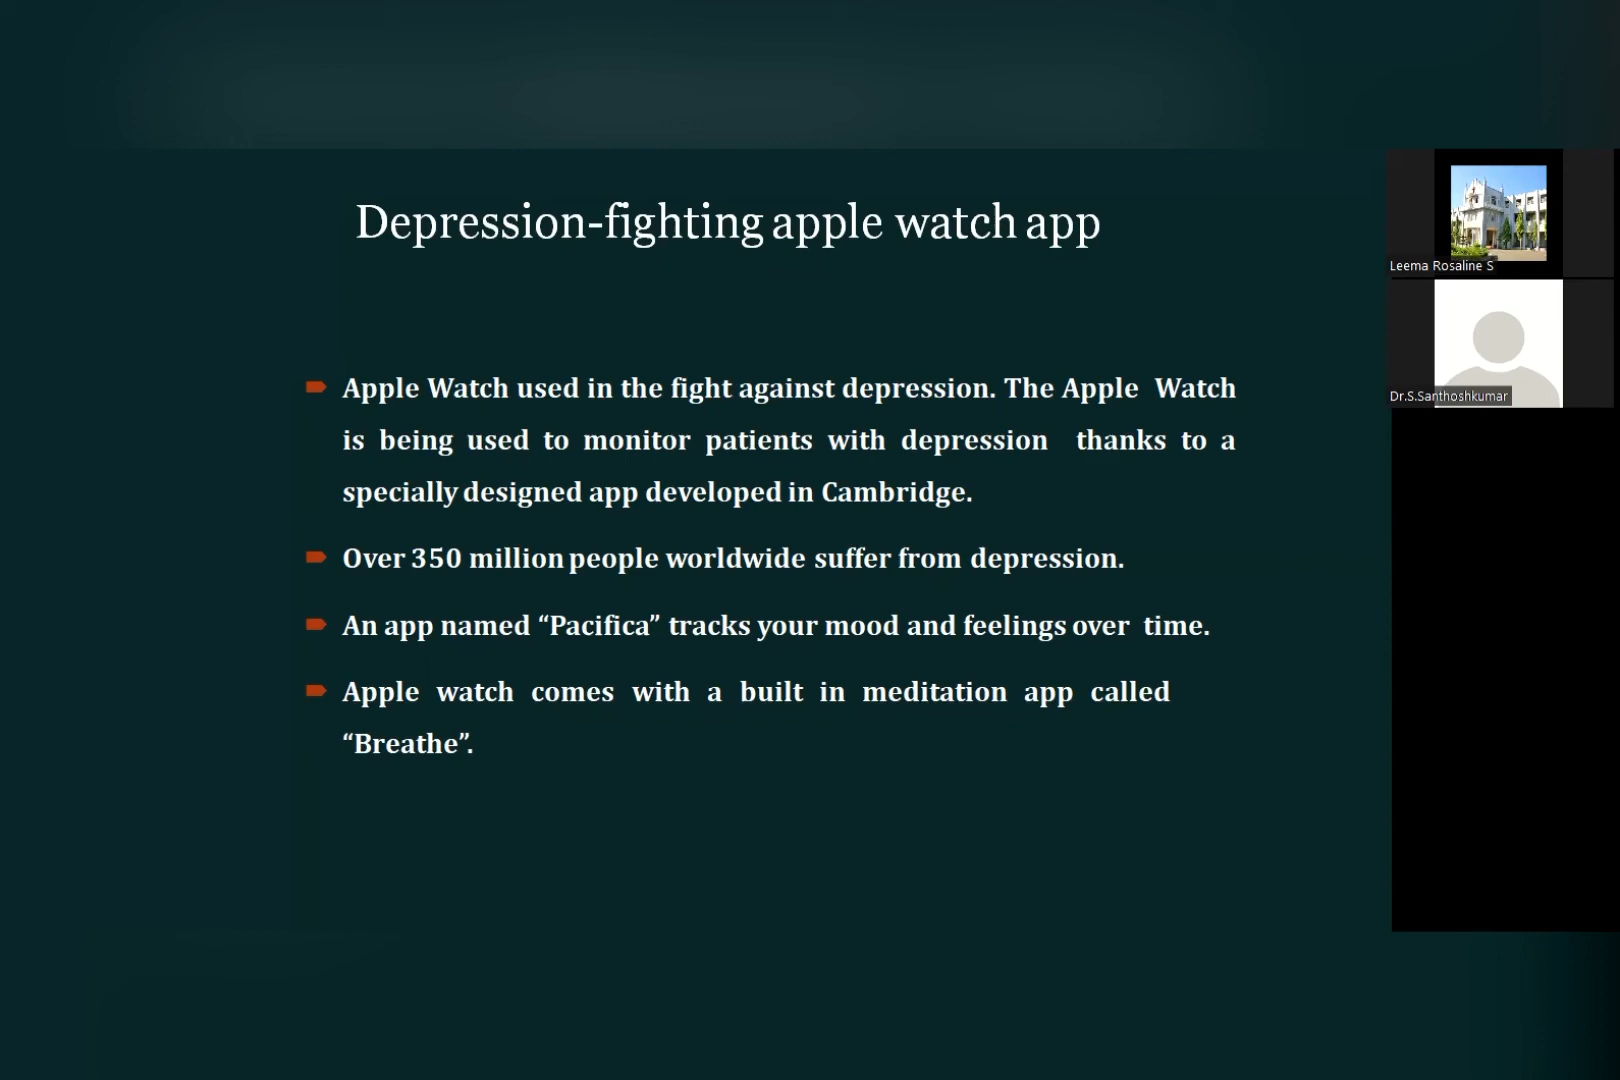 Depression-fighting apple watch app
Apple Watch used in the fight against depression. The Apple Watch
is being used to monitor patients with depression thanks to a
specially designed app developed in Cambridge.
Over 350 million people worldwide suffer from depression.
An app named “Pacifica” tracks your mood and feelings over time.
Apple watch comes with a built in meditation app called
“Breathe”.
Leema Rosaline S
Dr.S.Santhoshkumar